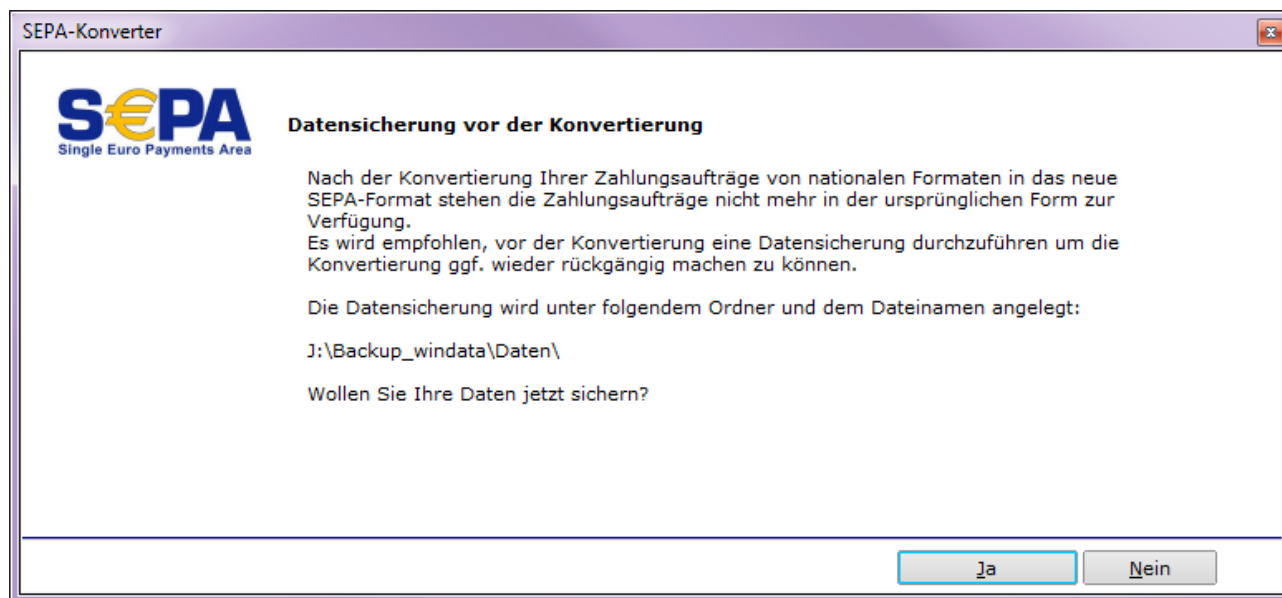 SEPA-Konverter
S€PA
Single Euro Payments Area
Datensicherung vor der Konvertierung
Nach der Konvertierung Ihrer Zahlungsaufträge von nationalen Formaten in das neue
SEPA-Format stehen die Zahlungsaufträge nicht mehr in der ursprünglichen Form zur
Verfügung.
Es wird empfohlen, vor der Konvertierung eine Datensicherung durchzuführen um die
Konvertierung ggf. wieder rückgängig machen zu können.
Die Datensicherung wird unter folgendem Ordner und dem Dateinamen angelegt:
J:\Backup_windata\Daten\
Wollen Sie Ihre Daten jetzt sichern?
Ja
Nein